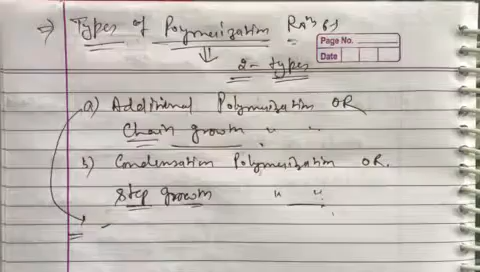 =) Types of Polymerization Rxns
Page No.
Date
2 - types
a) Additional Polymerization OR
Chain growth " "
b) Condensation Polymerization OR.
Step growth " "